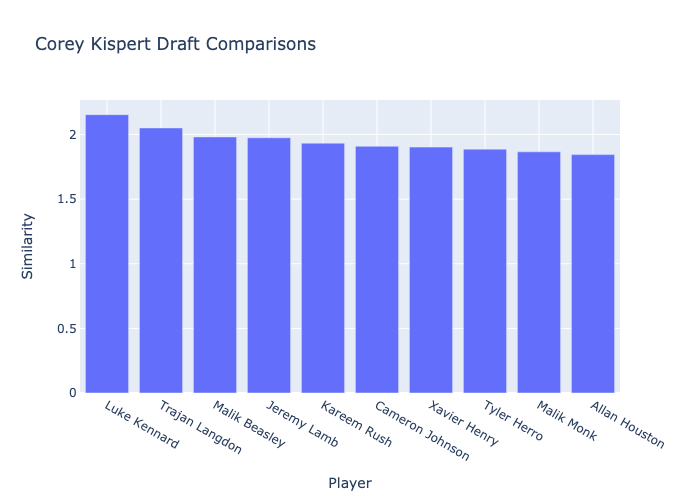 Corey Kispert Draft Comparisons
Similarity
2
1.5
1
0.5
0
Luke Kennard
Trajan Langdon
Malik Beasley
Jeremy Lamb
Kareem Rush
Cameron Johnson
Xavier Henry
Tyler Herro
Malik Monk
Allan Houston
Player